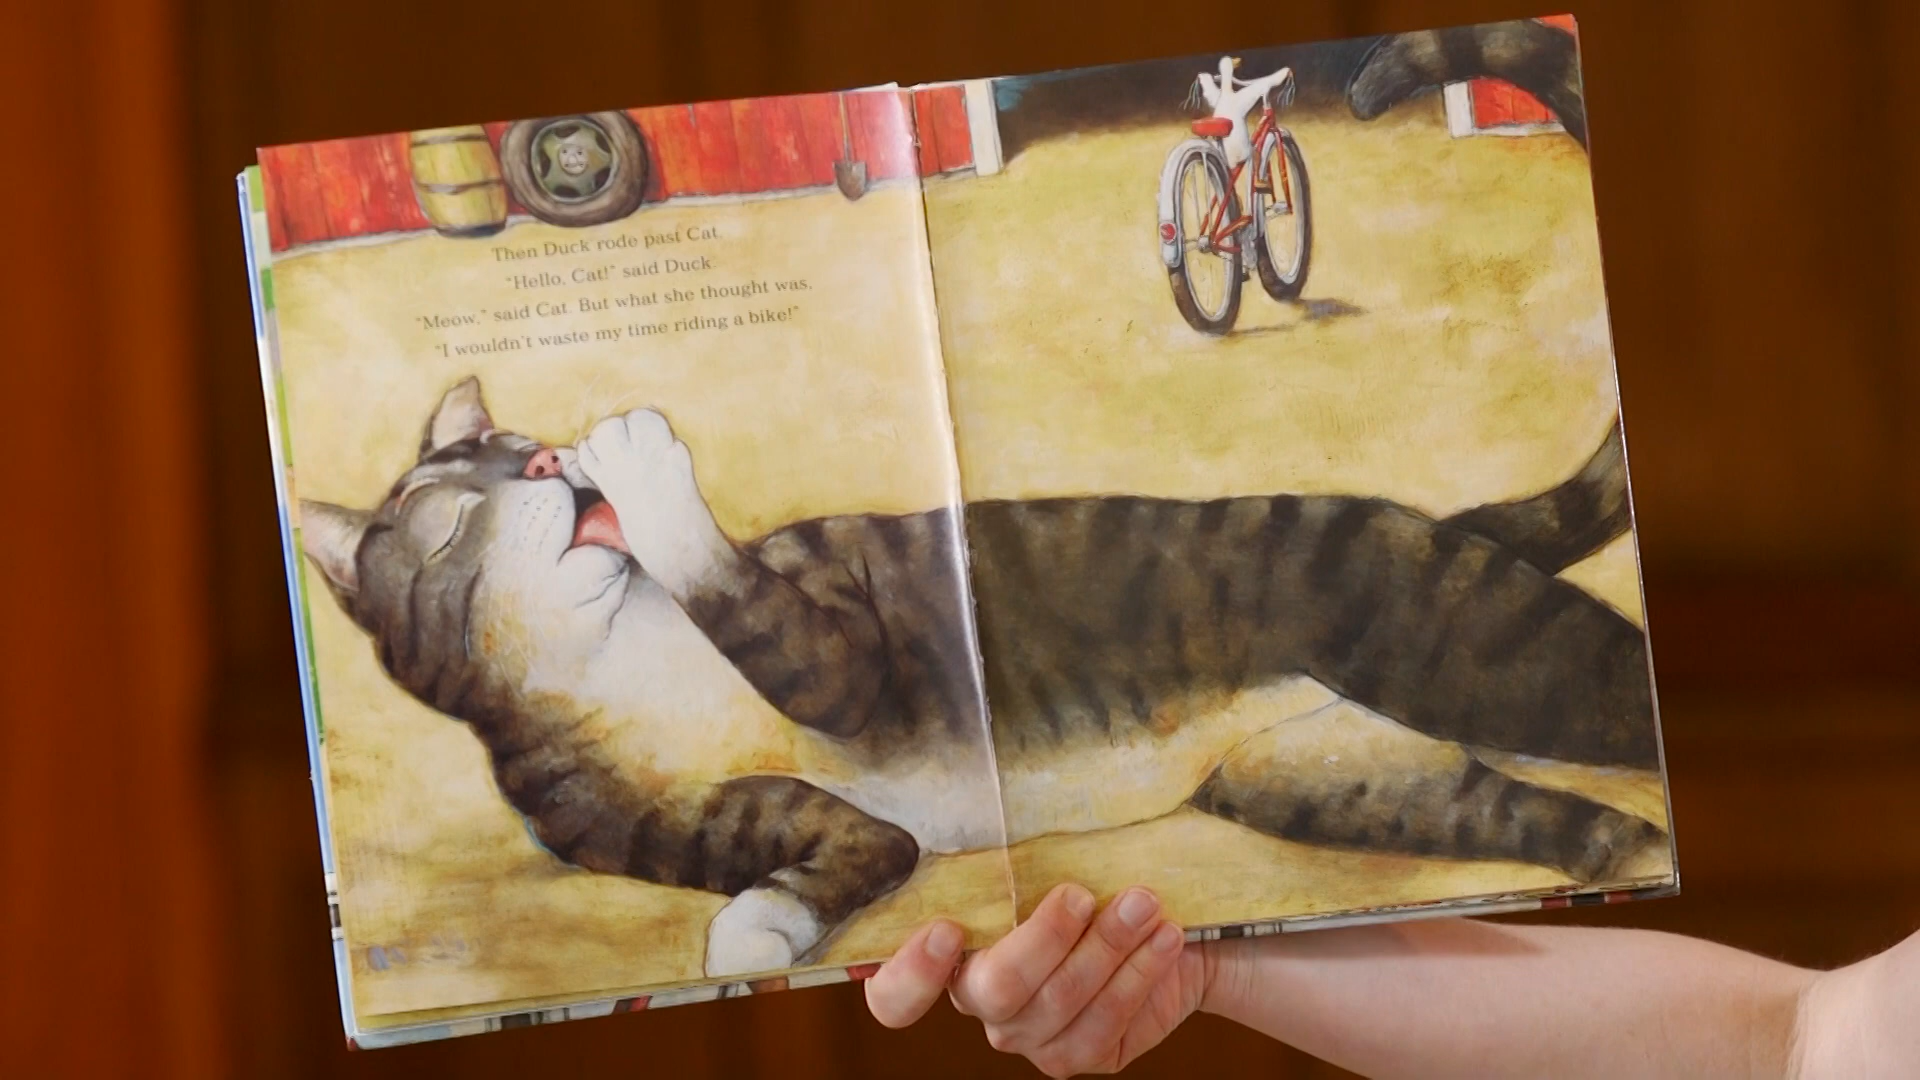 Then Duck rode past Cat.
"Hello, Cat!" said Duck.
"Meow," said Cat. But what she thought was,
"I wouldn't waste my time riding a bike!"